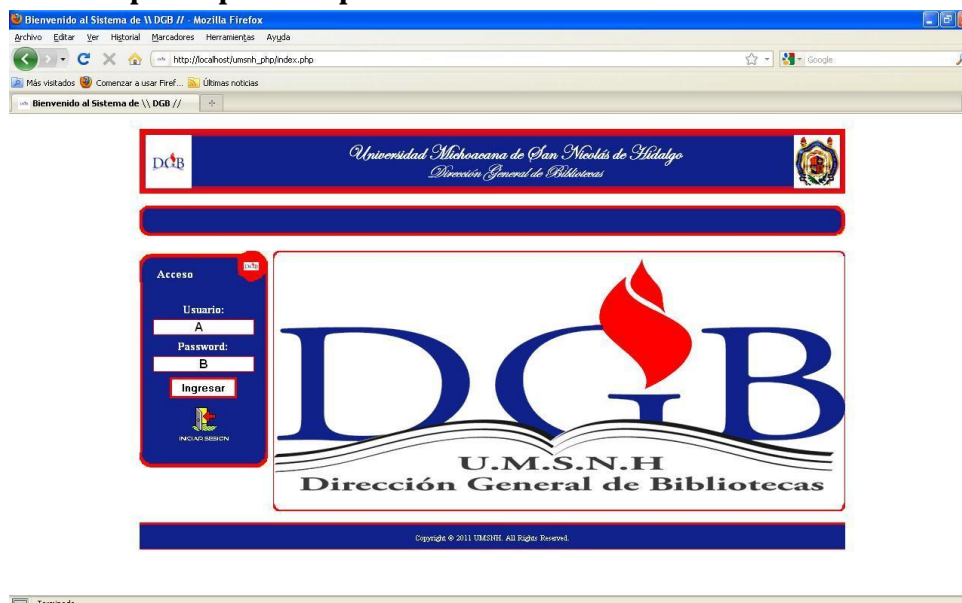 Bienvenido al Sistema de \\ DGB // - Mozilla Firefox
Archivo Editar Ver Historial Marcadores Herramientas Ayuda
http://localhost/umsnh_php/index.php
Google
Más visitados Comenzar a usar Firef... Últimas noticias
Bienvenido al Sistema de \\ DGB //
DGB
Universidad Michoacana de San Nicolás de Hidalgo
Dirección General de Bibliotecas
Acceso
DGB
Usuario:
A
Password:
B
Ingresar
INICIAR SESION
DGB
U.M.S.N.H
Dirección General de Bibliotecas
Copyright © 2011 UMSNH. All Rights Reserved.